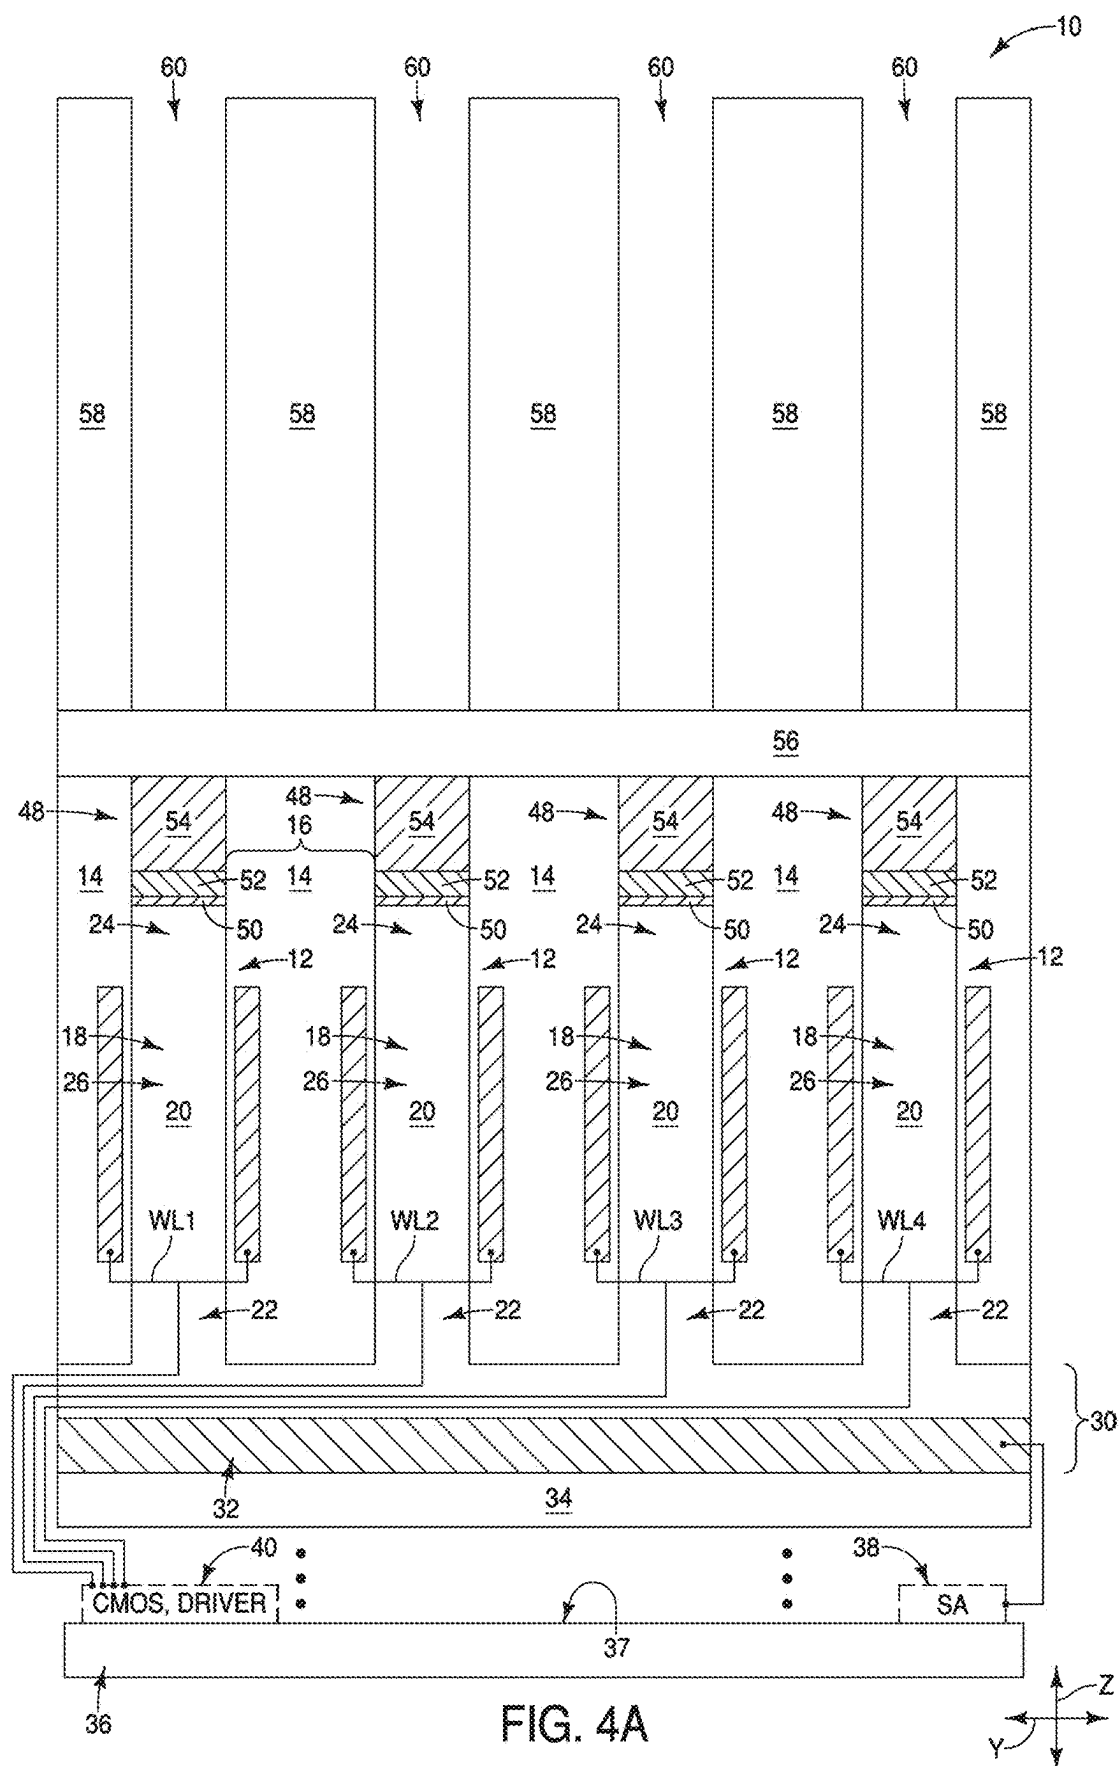 10
60 60 60 60
58 58 58 58 58
56
48 54 48 54 48 54 48 54
16
14 52 14 52 14 52 14 52
24 50 24 50 24 50 24 50
12 12 12 12
18 18 18 18
26 26 26 26
20 20 20 20
WL1 WL2 WL3 WL4
22 22 22 22
30
32 34
40 38
CMOS, DRIVER SA
37
36
Z
Y
FIG. 4A